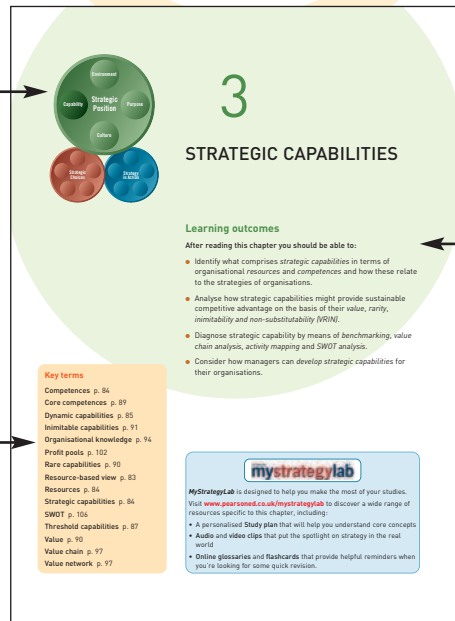 Environment
Capability
Strategic
Position
Purpose
Culture
Strategic
Choices
Strategy
in Action
3
STRATEGIC CAPABILITIES
Learning outcomes
After reading this chapter you should be able to:
● Identify what comprises strategic capabilities in terms of
organisational resources and competences and how these relate
to the strategies of organisations.
● Analyse how strategic capabilities might provide sustainable
competitive advantage on the basis of their value, rarity,
inimitability and non-substitutability (VRIN).
● Diagnose strategic capability by means of benchmarking, value
chain analysis, activity mapping and SWOT analysis.
● Consider how managers can develop strategic capabilities for
their organisations.
Key terms
Competences p. 84
Core competences p. 89
Dynamic capabilities p. 85
Inimitable capabilities p. 91
Organisational knowledge p. 94
Profit pools p. 102
Rare capabilities p. 90
Resource-based view p. 83
Resources p. 84
Strategic capabilities p. 84
SWOT p. 106
Threshold capabilities p. 87
Value p. 90
Value chain p. 97
Value network p. 97
mystrategylab
MyStrategyLab is designed to help you make the most of your studies.
Visit www.pearsoned.co.uk/mystrategylab to discover a wide range of
resources specific to this chapter, including:
• A personalised Study plan that will help you understand core concepts
• Audio and video clips that put the spotlight on strategy in the real
world
• Online glossaries and flashcards that provide helpful reminders when
you're looking for some quick revision.